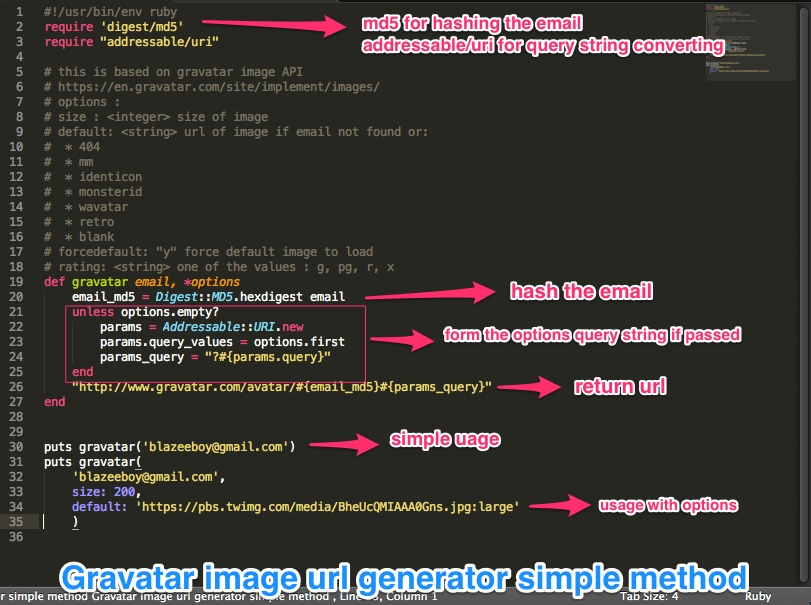 1 #!/usr/bin/env ruby
2 require 'digest/md5'
md5 for hashing the email
3 require "addressable/uri"
addressable/uri for query string converting
4
5 # this is based on gravatar image API
6 # https://en.gravatar.com/site/implement/images/
7 # options :
8 # size : <integer> size of image
9 # default: <string> url of image if email not found or:
10 #  * 404
11 #  * mm
12 #  * identicon
13 #  * monsterid
14 #  * wavatar
15 #  * retro
16 #  * blank
17 # forcedefault: "y" force default image to load
18 # rating: <string> one of the values : g, pg, r, x
19 def gravatar email, *options
20     email_md5 = Digest::MD5.hexdigest email
hash the email
21     unless options.empty?
22         params = Addressable::URI.new
23         params.query_values = options.first
form the options query string if passed
24         params_query = "?#{params.query}"
25     end
26     "http://www.gravatar.com/avatar/#{email_md5}#{params_query}"
return url
27 end
28
29
30 puts gravatar('blazeeboy@gmail.com')
simple uage
31 puts gravatar(
32     'blazeeboy@gmail.com',
33     size: 200,
34     default: 'https://pbs.twimg.com/media/BheUcQMIAAA0Gns.jpg:large'
usage with options
35     )
36
Gravatar image url generator simple method
r simple method Gravatar image url generator simple method , Line 35, Column 1
Tab Size: 4
Ruby